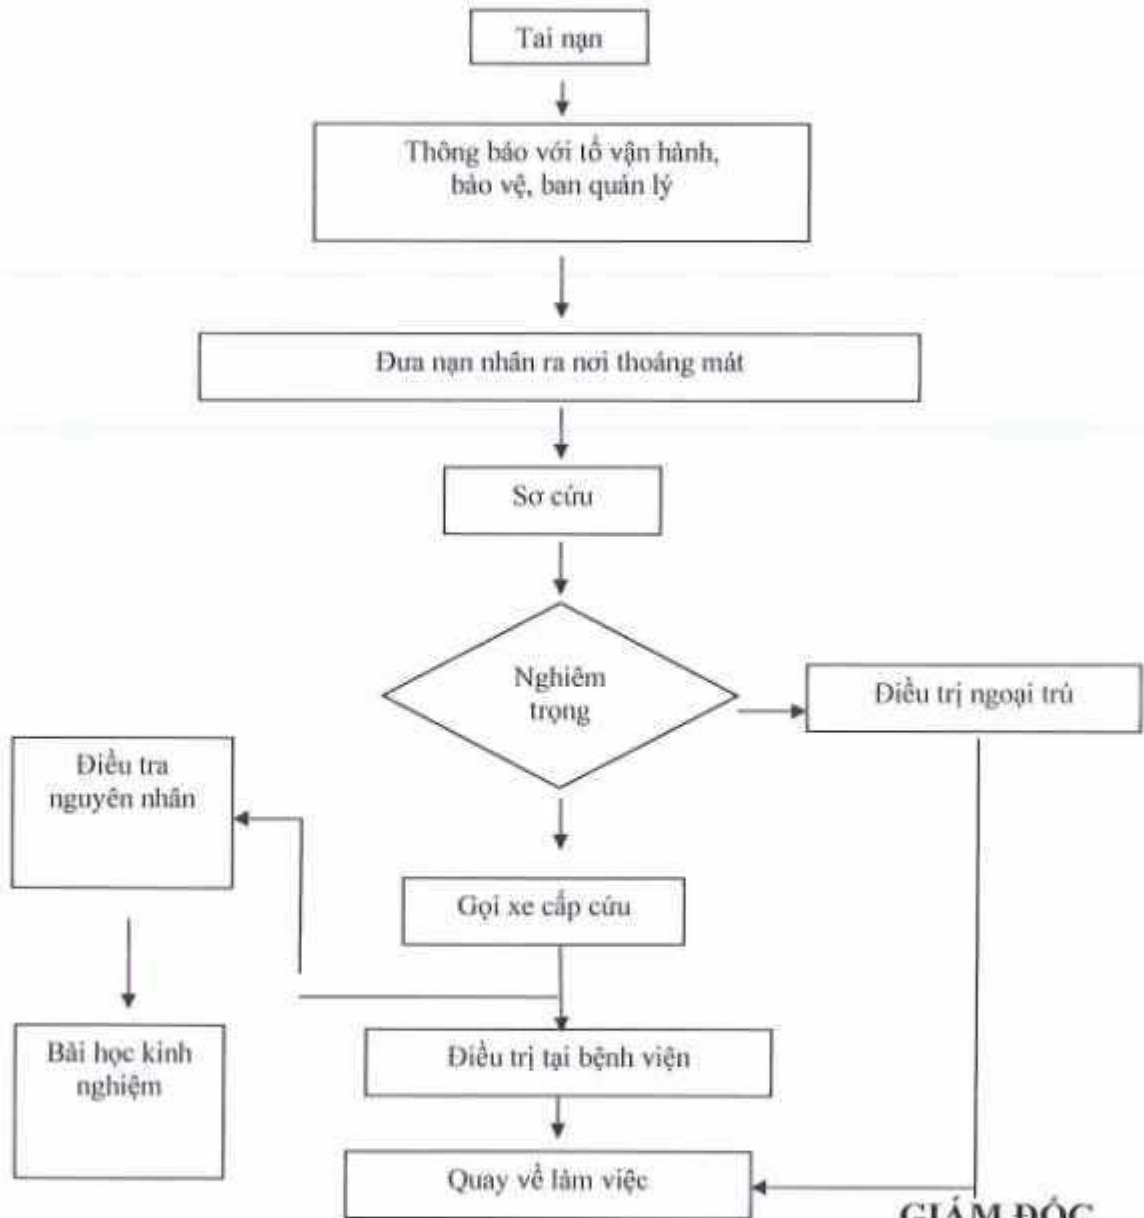 Tai nạn
Thông báo với tổ vận hành,
bảo vệ, ban quản lý
Đưa nạn nhân ra nơi thoáng mát
Sơ cứu
Nghiêm
trọng
Điều trị ngoại trú
Điều tra
nguyên nhân
Gọi xe cấp cứu
Bài học kinh
nghiệm
Điều trị tại bệnh viện
Quay về làm việc
GIÁM ĐỐC